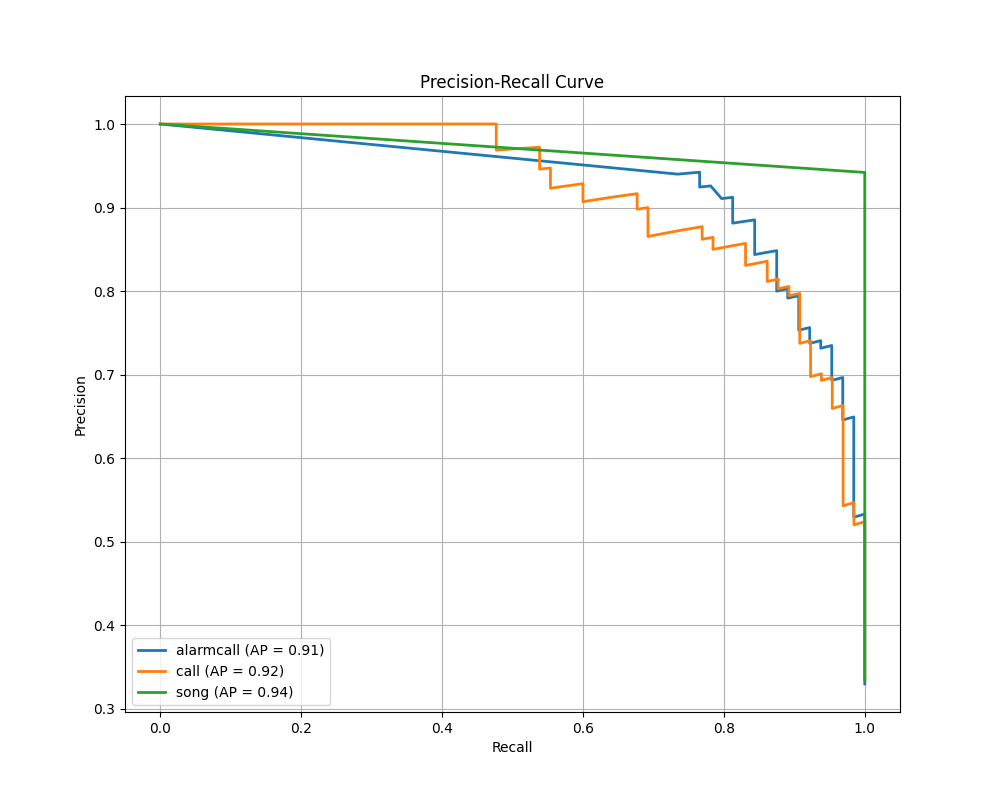 Precision-Recall Curve
Precision
1.0
0.9
0.8
0.7
0.6
0.5
0.4
0.3
alarmcall (AP = 0.91)
call (AP = 0.92)
song (AP = 0.94)
0.0 0.2 0.4 0.6 0.8 1.0
Recall